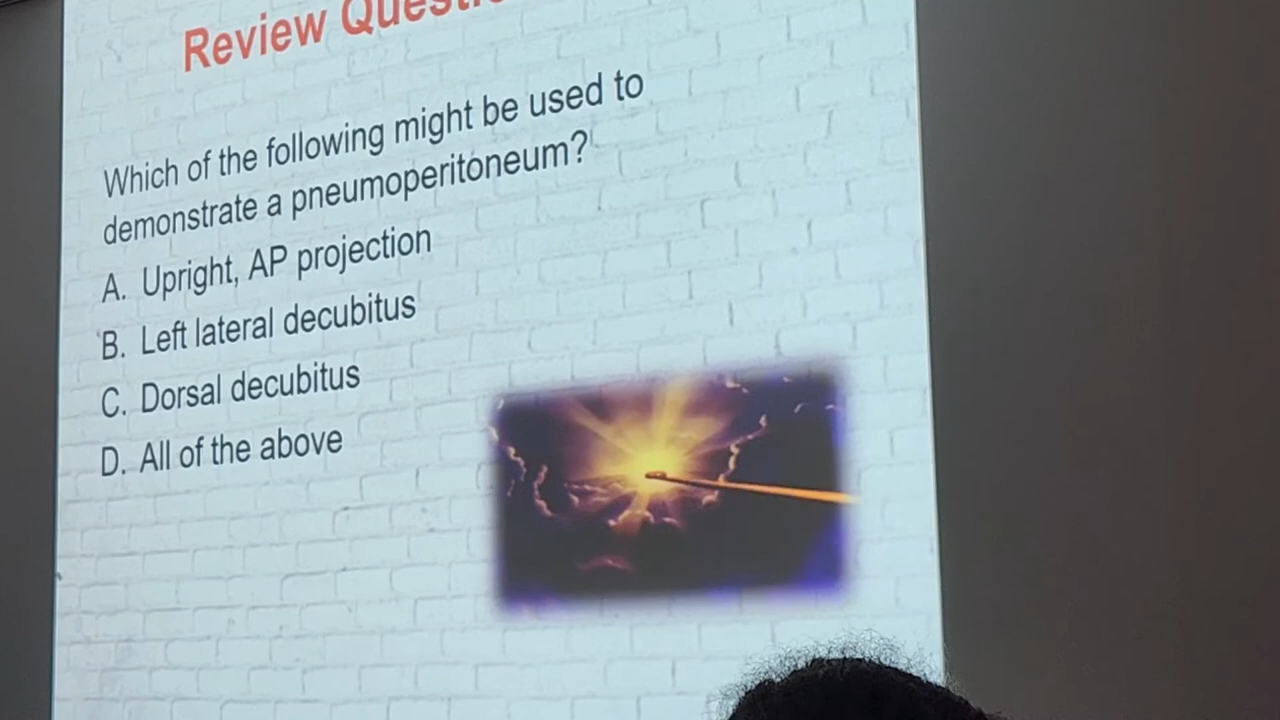 Review
Which of the following might be used to
demonstrate a pneumoperitoneum?
A. Upright, AP projection
B. Left lateral decubitus
C. Dorsal decubitus
D. All of the above